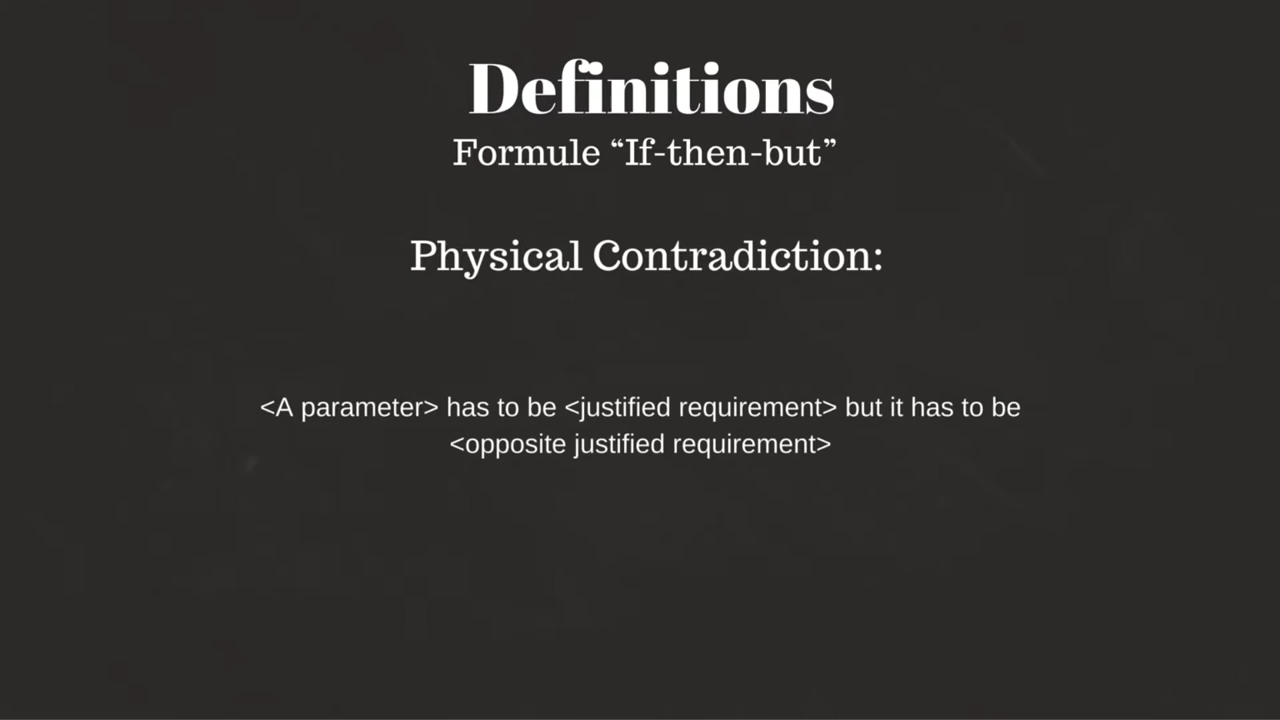 Definitions
Formule “If-then-but”
Physical Contradiction:
<A parameter> has to be <justified requirement> but it has to be
<opposite justified requirement>